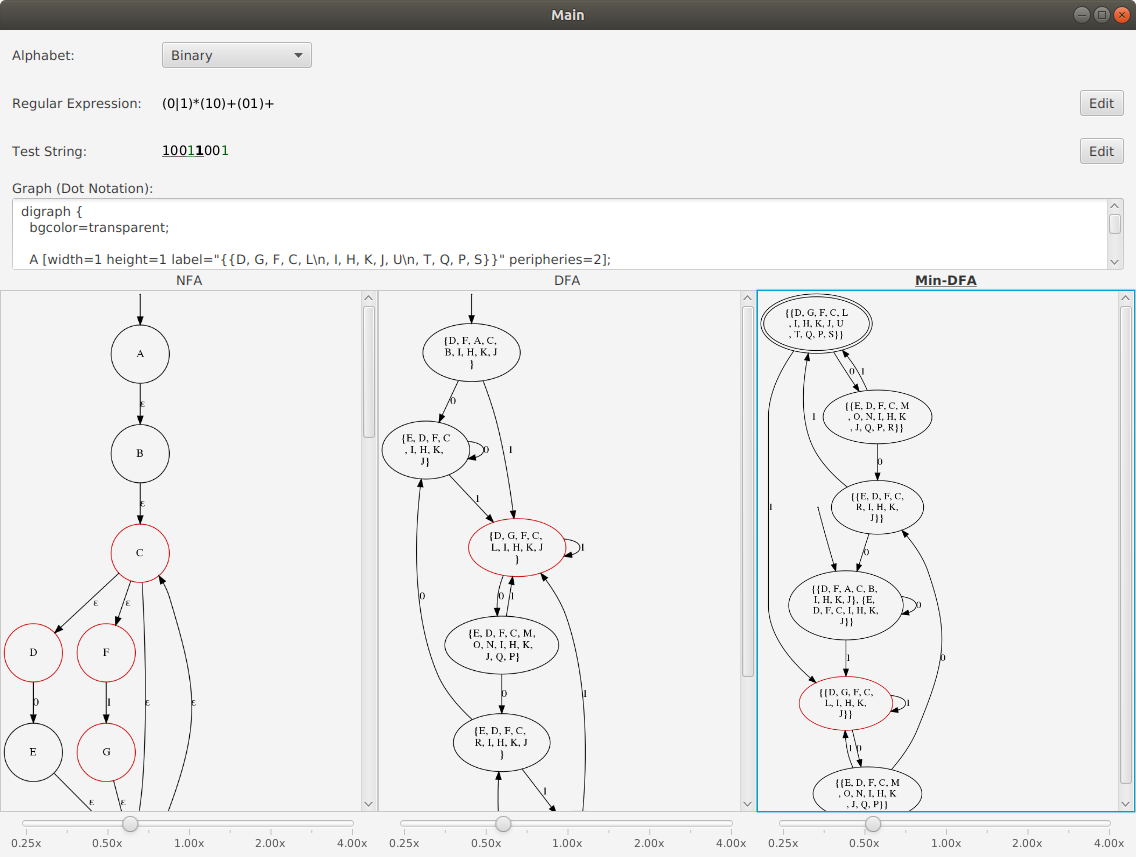 Main
Alphabet: Binary
Regular Expression: (0|1)*(10)+(01)+ Edit
Test String: 10011001 Edit
Graph (Dot Notation):
digraph {
bgcolor=transparent;
A [width=1 height=1 label="{{D, G, F, C, L\n, I, H, K, J, U\n, T, Q, P, S}}" peripheries=2];
NFA
A
ε
B
ε
C
ε
ε
D
F
0
1
ε
ε
E
G
ε
ε
0.25x 0.50x 1.00x 2.00x 4.00x
DFA
{D, F, A, C,
B, I, H, K, J
}
0
{E, D, F, C
, I, H, K,
J}
0
1
1
{D, G, F, C,
L, I, H, K, J
}
1
0
0
1
{E, D, F, C, M,
O, N, I, H, K,
J, Q, P}
0
1
{E, D, F, C,
R, I, H, K, J
}
1
0.25x 0.50x 1.00x 2.00x 4.00x
Min-DFA
{{D, G, F, C, L
, I, H, K, J, U
, T, Q, P, S}}
0
1
{{E, D, F, C, M
, O, N, I, H, K
, J, Q, P, R}}
1
0
{{E, D, F, C,
R, I, H, K,
J}}
1
0
{{D, F, A, C, B,
I, H, K, J}, {E,
D, F, C, I, H, K,
J}}
0
1
0
{{D, G, F, C,
L, I, H, K,
J}}
1
1
0
{{E, D, F, C, M
, O, N, I, H, K
, J, Q, P}}
0.25x 0.50x 1.00x 2.00x 4.00x